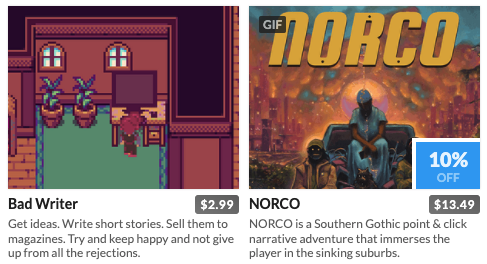 GIF
NORCO
10%
OFF
Bad Writer
$2.99
Get ideas. Write short stories. Sell them to
magazines. Try and keep happy and not give
up from all the rejections.
NORCO
$13.49
NORCO is a Southern Gothic point & click
narrative adventure that immerses the
player in the sinking suburbs.